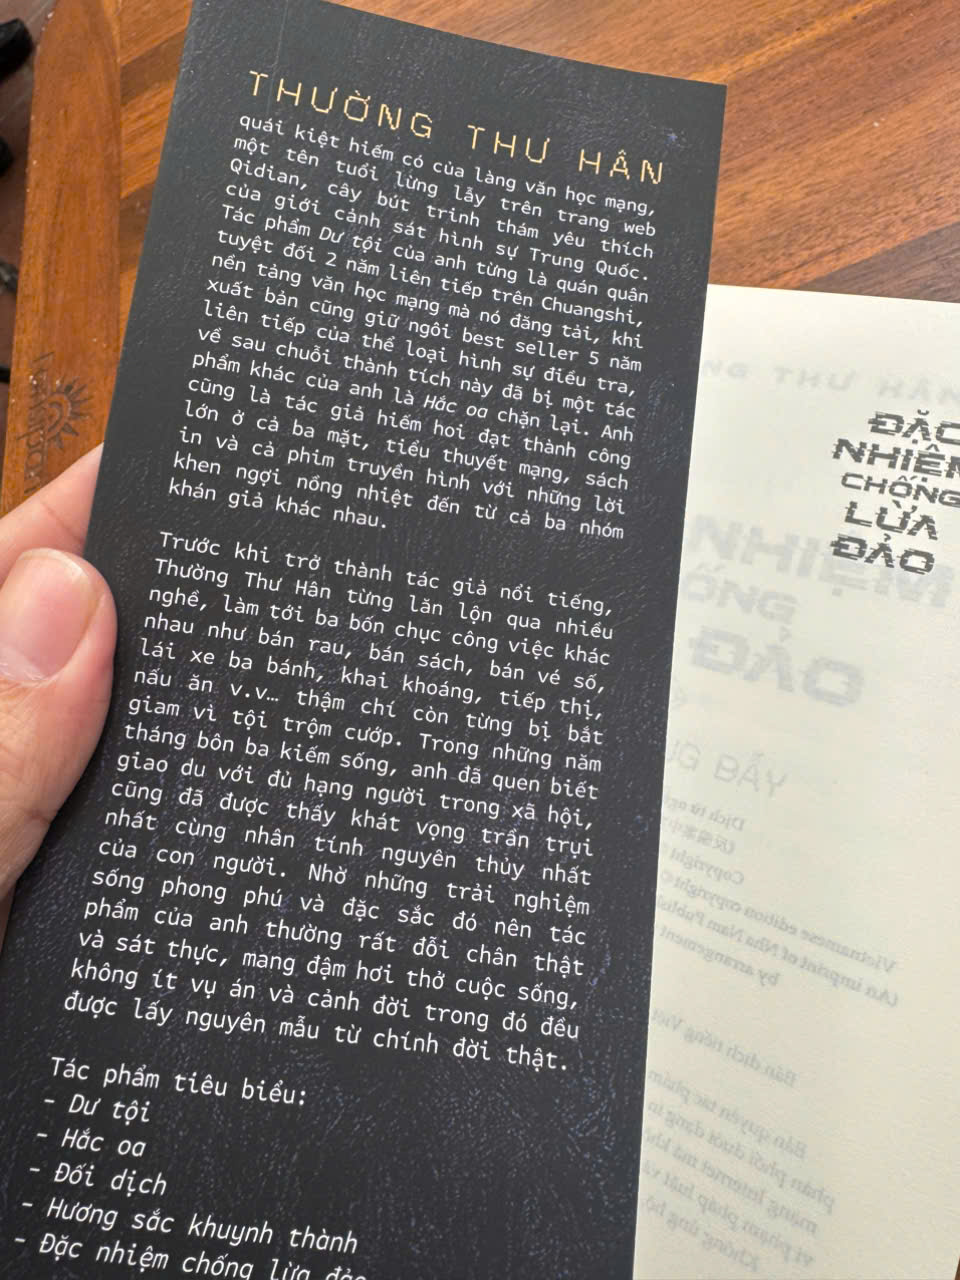 THƯỜNG THƯ HÂN
quái kiệt hiếm có của làng văn học mạng,
một tên tuổi lừng lẫy trên trang web
Qidian, cây bút trinh thám yêu thích
của giới cảnh sát hình sự Trung Quốc.
Tác phẩm Dư tội của anh từng là quán quân
tuyệt đối 2 năm liên tiếp trên Chuangshi,
nền tảng văn học mạng mà nó đăng tải, khi
xuất bản cũng giữ ngôi best seller 5 năm
liên tiếp của thể loại hình sự điều tra,
về sau chuỗi thành tích này đã bị một tác
phẩm khác của anh là Hắc oa chặn lại. Anh
cũng là tác giả hiếm hoi đạt thành công
lớn ở cả ba mặt, tiểu thuyết mạng, sách
in và cả phim truyền hình với những lời
khen ngợi nồng nhiệt đến từ cả ba nhóm
khán giả khác nhau.
Trước khi trở thành tác giả nổi tiếng,
Thường Thư Hân từng lăn lộn qua nhiều
nghề, làm tới ba bốn chục công việc khác
nhau như bán rau, bán sách, bán vé số,
lái xe ba bánh, khai khoáng, tiếp thị,
nấu ăn v.v… thậm chí còn từng bị bắt
giam vì tội trộm cướp. Trong những năm
tháng bôn ba kiếm sống, anh đã quen biết
giao du với đủ hạng người trong xã hội,
cũng đã được thấy khát vọng trần trụi
nhất cùng nhân tính nguyên thủy nhất
của con người. Nhờ những trải nghiệm
sống phong phú và đặc sắc đó nên tác
phẩm của anh thường rất đỗi chân thật
và sát thực, mang đậm hơi thở cuộc sống,
không ít vụ án và cảnh đời trong đó đều
được lấy nguyên mẫu từ chính đời thật.
Tác phẩm tiêu biểu:
- Dư tội
- Hắc oa
- Đối dịch
- Hương sắc khuynh thành
- Đặc nhiệm chống lừa đảo
ĐẶC
NHIỆM
CHỐNG
LỪA
ĐẢO